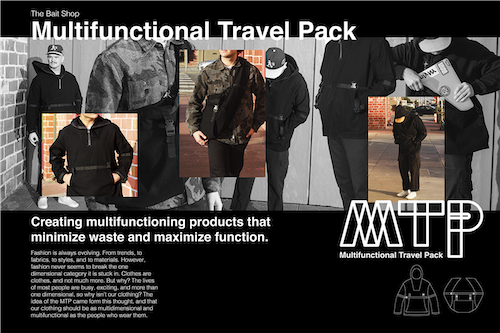 The Bait Shop
Multifunctional Travel Pack
Creating multifunctioning products that
minimize waste and maximize function.
Fashion is always evolving. From trends, to
fabrics, to styles, and to materials. However,
fashion never seems to break the one
dimensional category it is stuck in. Clothes are
clothes, and not much more. But why? The lives
of most people are busy, exciting, and more than
one dimensional, so why isn't our clothing? The
idea of the MTP came form this thought, and that
our clothing should be as multidimensional and
multifunctional as the people who wear them.
MTP
Multifunctional Travel Pack